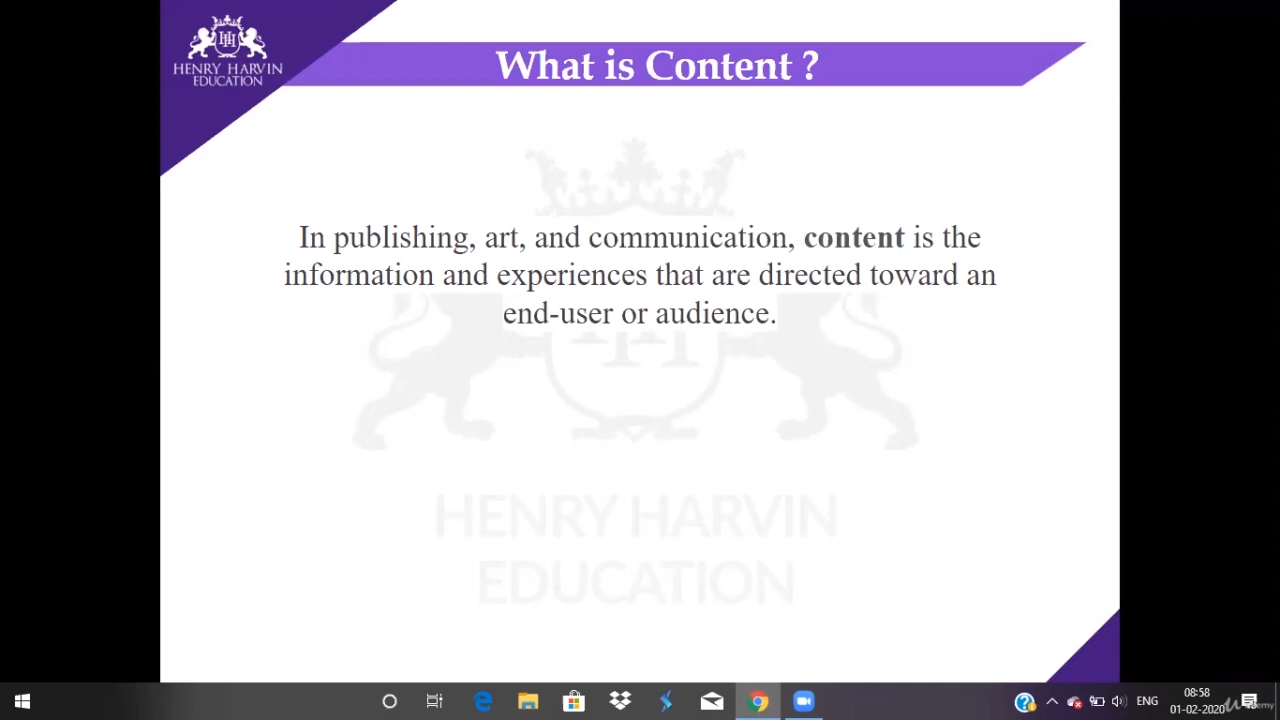 HENRY HARVIN
EDUCATION
What is Content ?
In publishing, art, and communication, content is the
information and experiences that are directed toward an
end-user or audience.
HENRY HARVIN
EDUCATION
ENG
08:58
01-02-2020